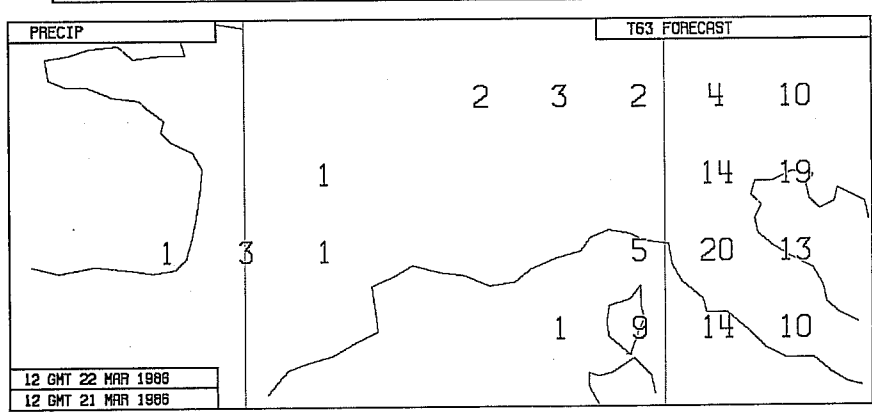 PRECIP
T63 FORECAST
2 3 2 4 10
1 14 19
1 3 1 5 20 13
1 9 14 10
12 GMT 22 MAR 1986
12 GMT 21 MAR 1986